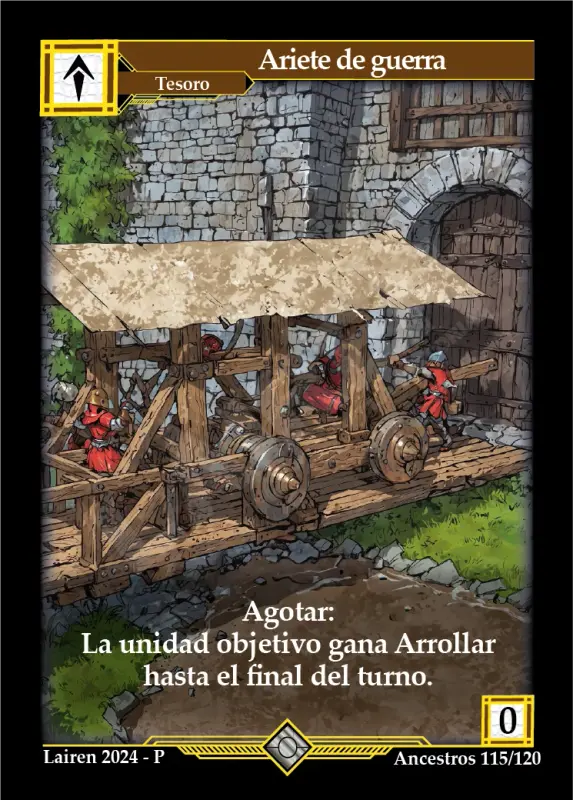 Ariete de guerra
Tesoro
Agotar:
La unidad objetivo gana Arrollar
hasta el final del turno.
0
Lairen 2024 - P
Ancestros 115/120